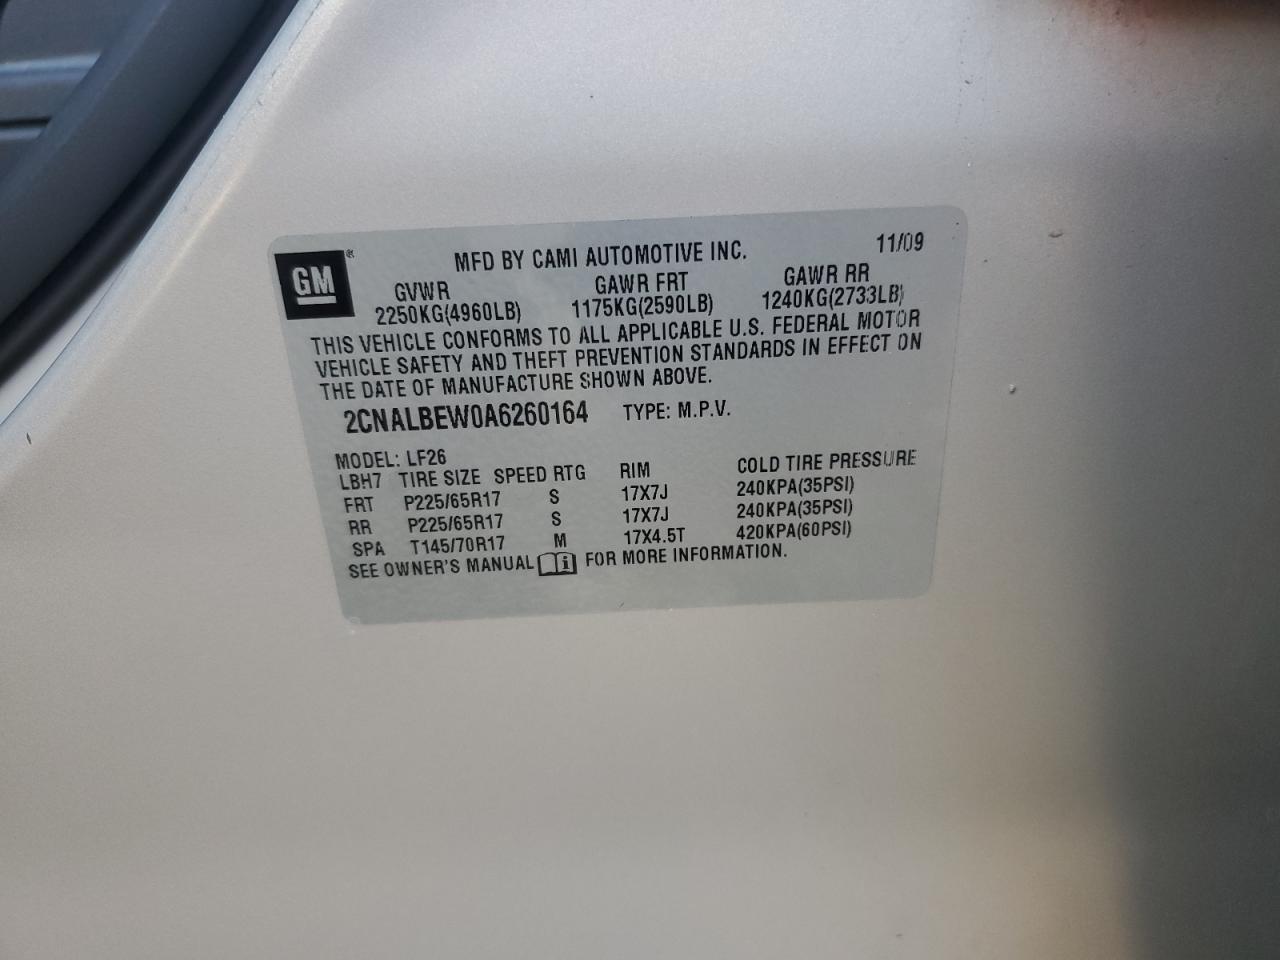 GM ®
MFD BY CAMI AUTOMOTIVE INC. 11/09
GVWR GAWR FRT GAWR RR
2250KG(4960LB) 1175KG(2590LB) 1240KG(2733LB)
THIS VEHICLE CONFORMS TO ALL APPLICABLE U.S. FEDERAL MOTOR
VEHICLE SAFETY AND THEFT PREVENTION STANDARDS IN EFFECT ON
THE DATE OF MANUFACTURE SHOWN ABOVE.
2CNALBEW0A6260164 TYPE: M.P.V.
MODEL: LF26
LBH7 TIRE SIZE SPEED RTG RIM COLD TIRE PRESSURE
FRT P225/65R17 S 17X7J 240KPA(35PSI)
RR P225/65R17 S 17X7J 240KPA(35PSI)
SPA T145/70R17 M 17X4.5T 420KPA(60PSI)
SEE OWNER'S MANUAL i FOR MORE INFORMATION.